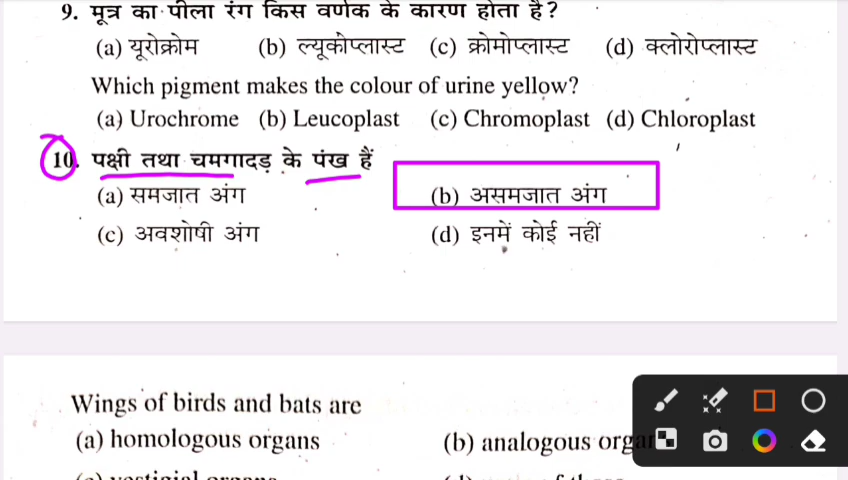 9. मूत्र का पीला रंग किस वर्णक के कारण होता है?
(a) यूरोक्रोम (b) ल्यूकोप्लास्ट (c) क्रोमोप्लास्ट (d) क्लोरोप्लास्ट
Which pigment makes the colour of urine yellow?
(a) Urochrome (b) Leucoplast (c) Chromoplast (d) Chloroplast
10. पक्षी तथा चमगादड़ के पंख हैं
(a) समजात अंग (b) असमजात अंग
(c) अवशोषी अंग (d) इनमें कोई नहीं
Wings of birds and bats are
(a) homologous organs (b) analogous